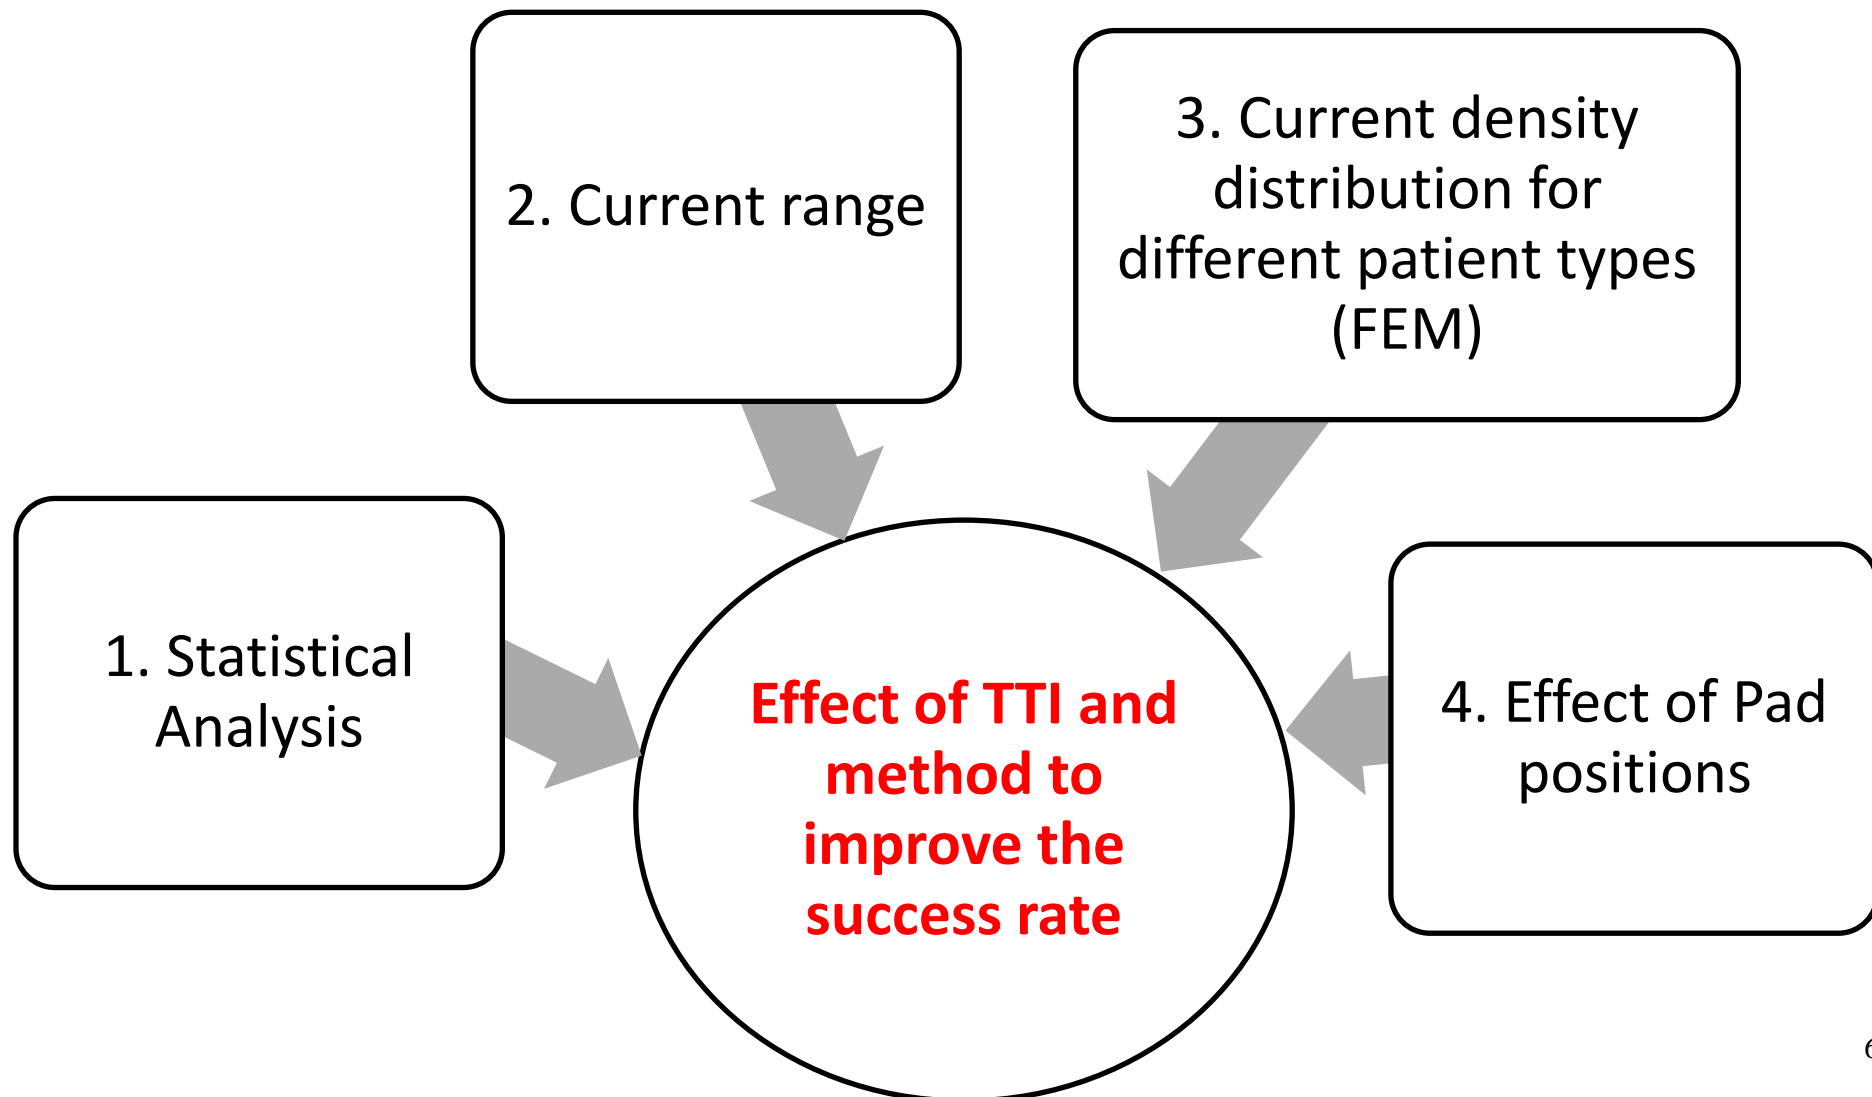 2. Current range
3. Current density
distribution for
different patient types
(FEM)
1. Statistical
Analysis
Effect of TTI and
method to
improve the
success rate
4. Effect of Pad
positions